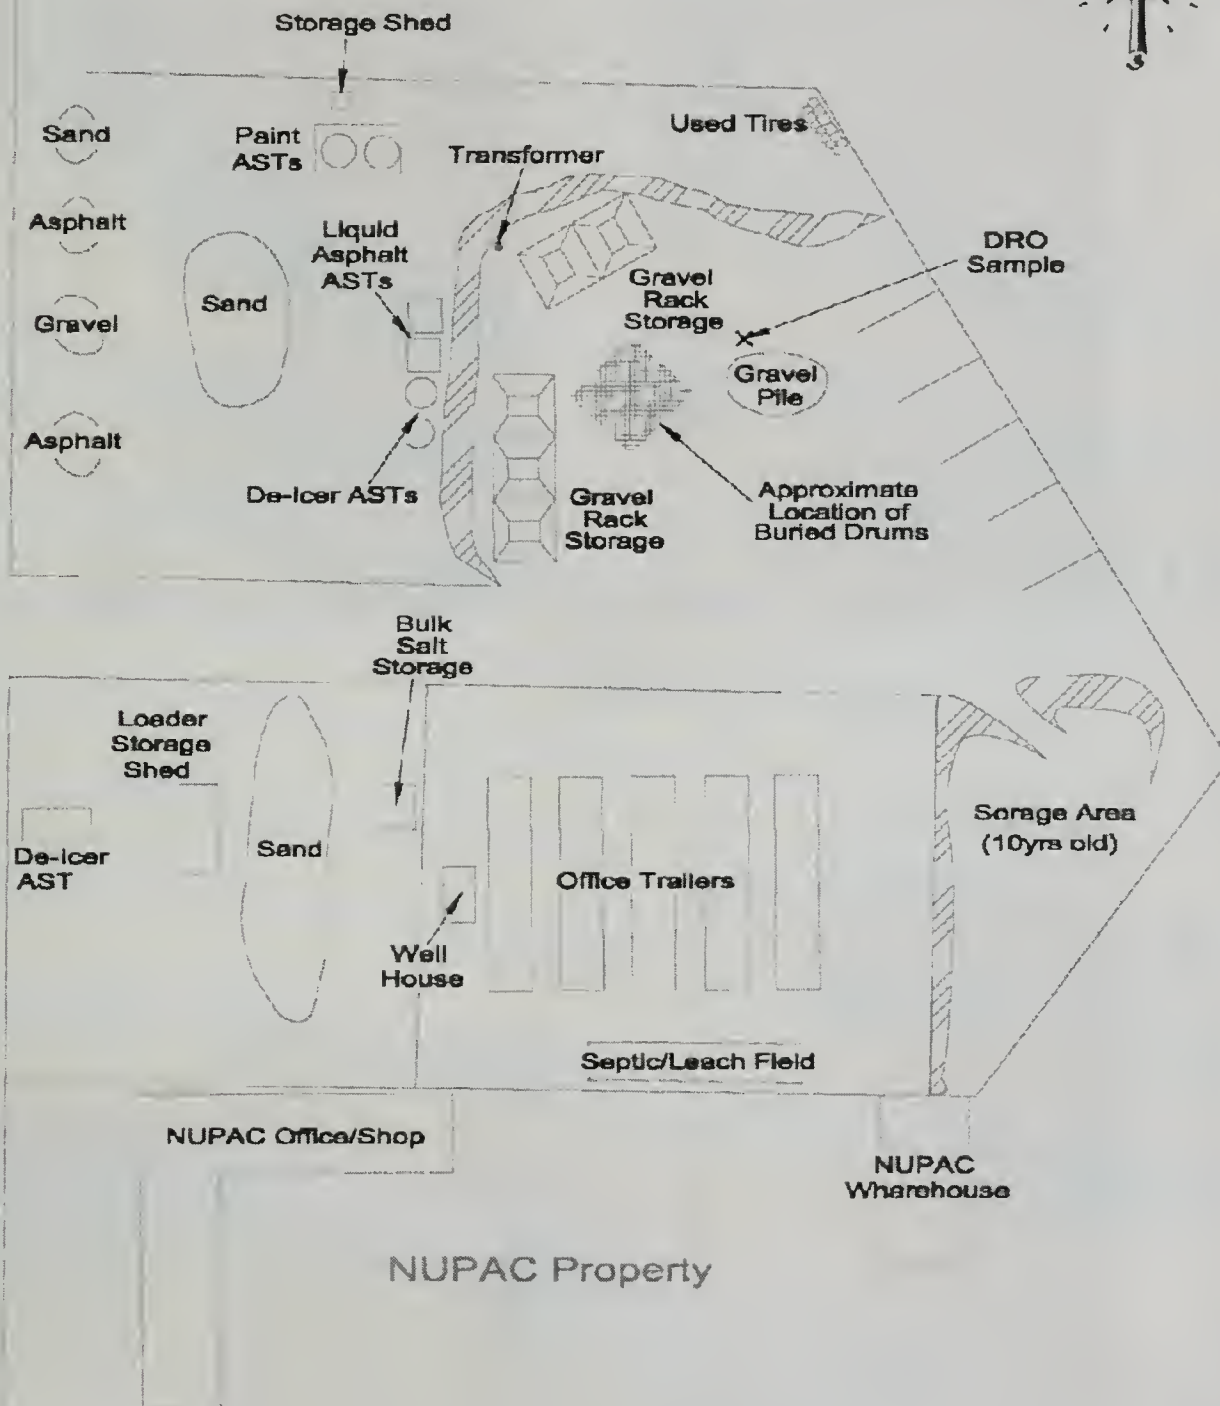 Storage Shed
S
Sand
Paint
ASTs
Used Tires
Transformer
Asphalt
Liquid
Asphalt
ASTs
DRO
Sample
Sand
Gravel
Rack
Storage
Gravel
Gravel
Pile
Asphalt
De-Icer ASTs
Gravel
Rack
Storage
Approximate
Location of
Buried Drums
Bulk
Salt
Storage
Loader
Storage
Shed
Sorage Area
(10yrs old)
De-Icer
AST
Sand
Office Trailers
Well
House
Septic/Leach Field
NUPAC Office/Shop
NUPAC
Wharehouse
NUPAC Property